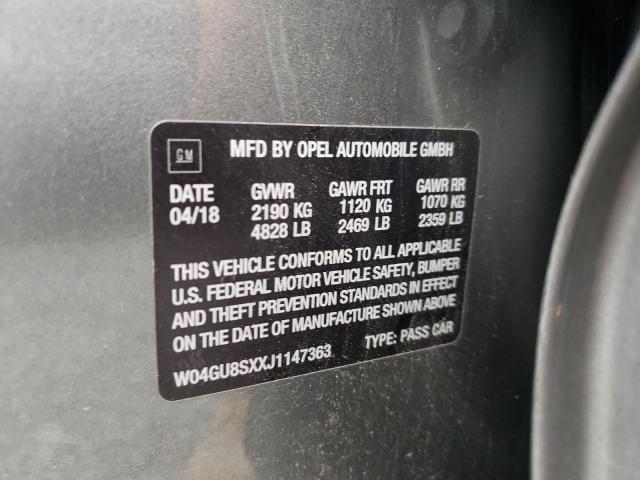 GM MFD BY OPEL AUTOMOBILE GMBH
DATE GVWR GAWR FRT GAWR RR
04/18 2190 KG 1120 KG 1070 KG
4828 LB 2469 LB 2359 LB
THIS VEHICLE CONFORMS TO ALL APPLICABLE
U.S. FEDERAL MOTOR VEHICLE SAFETY, BUMPER
AND THEFT PREVENTION STANDARDS IN EFFECT
ON THE DATE OF MANUFACTURE SHOWN ABOVE
W04GU8SXXJ1147363 TYPE: PASS CAR